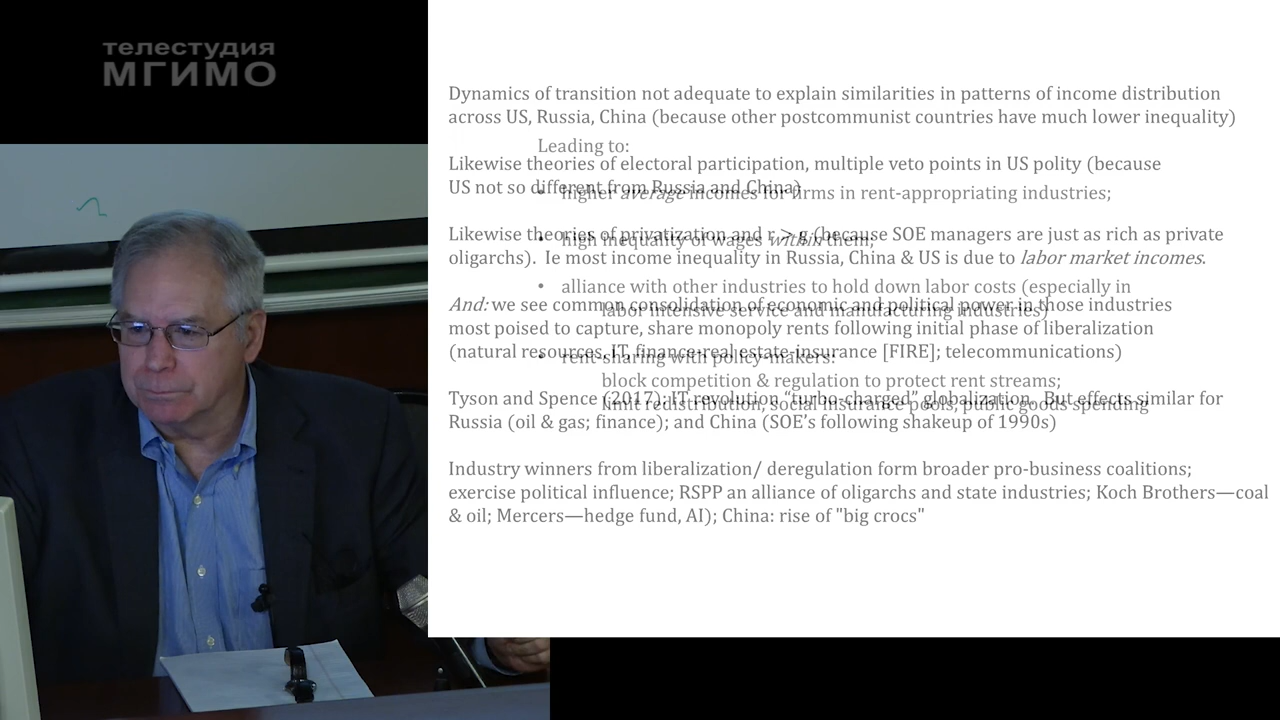 телестудия
МГИМО
Dynamics of transition not adequate to explain similarities in patterns of income distribution
across US, Russia, China (because other postcommunist countries have much lower inequality)
Leading to:
Likewise theories of electoral participation, multiple veto points in US polity (because
US not so different from Russia and China)
• higher average incomes for firms in rent-appropriating industries;
Likewise theories of privatization and r > g (because SOE managers are just as rich as private
• high inequality of wages within them;
oligarchs). Ie most income inequality in Russia, China & US is due to labor market incomes.
• alliance with other industries to hold down labor costs (especially in
labor intensive service and manufacturing industries)
And: we see common consolidation of economic and political power in those industries
most poised to capture, share monopoly rents following initial phase of liberalization
(natural resources, IT, finance-real estate-insurance [FIRE]; telecommunications)
• rent-sharing with policy-makers:
block competition & regulation to protect rent streams;
Tyson and Spence (2017): IT revolution “turbo-charged” globalization. But effects similar for
limit redistribution, social insurance pools, public goods spending
Russia (oil & gas; finance); and China (SOE’s following shakeup of 1990s)
Industry winners from liberalization/ deregulation form broader pro-business coalitions;
exercise political influence; RSPP an alliance of oligarchs and state industries; Koch Brothers—coal
& oil; Mercers—hedge fund, AI); China: rise of "big crocs"